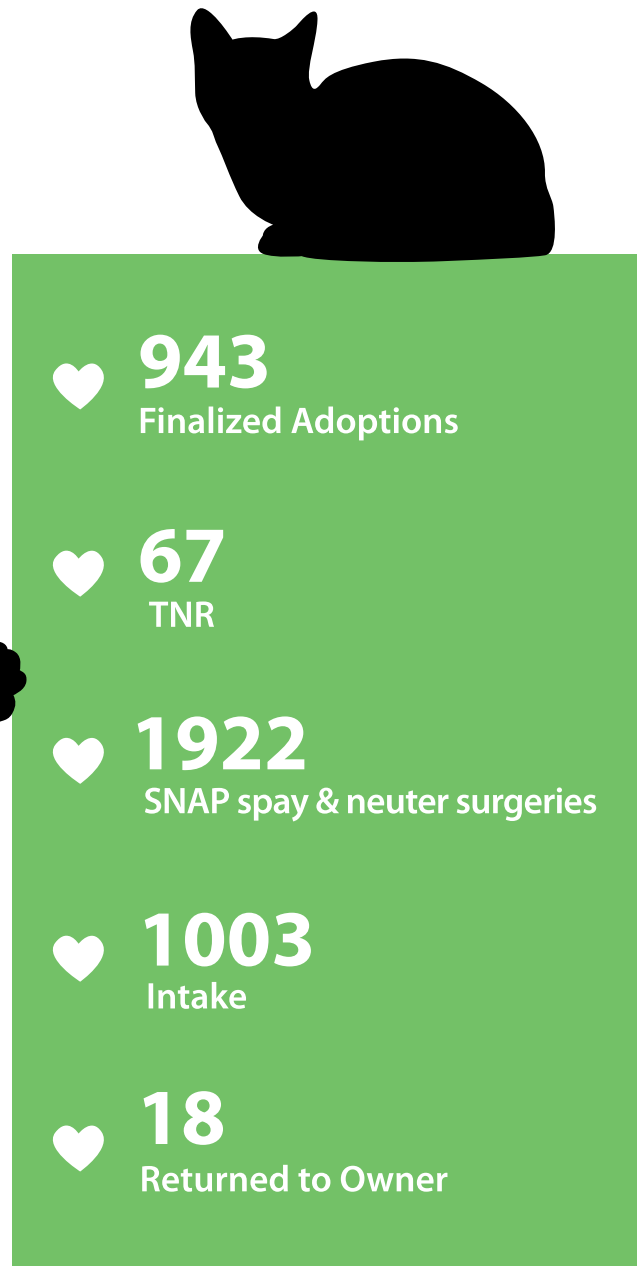 943
Finalized Adoptions
67
TNR
1922
SNAP spay & neuter surgeries
1003
Intake
18
Returned to Owner